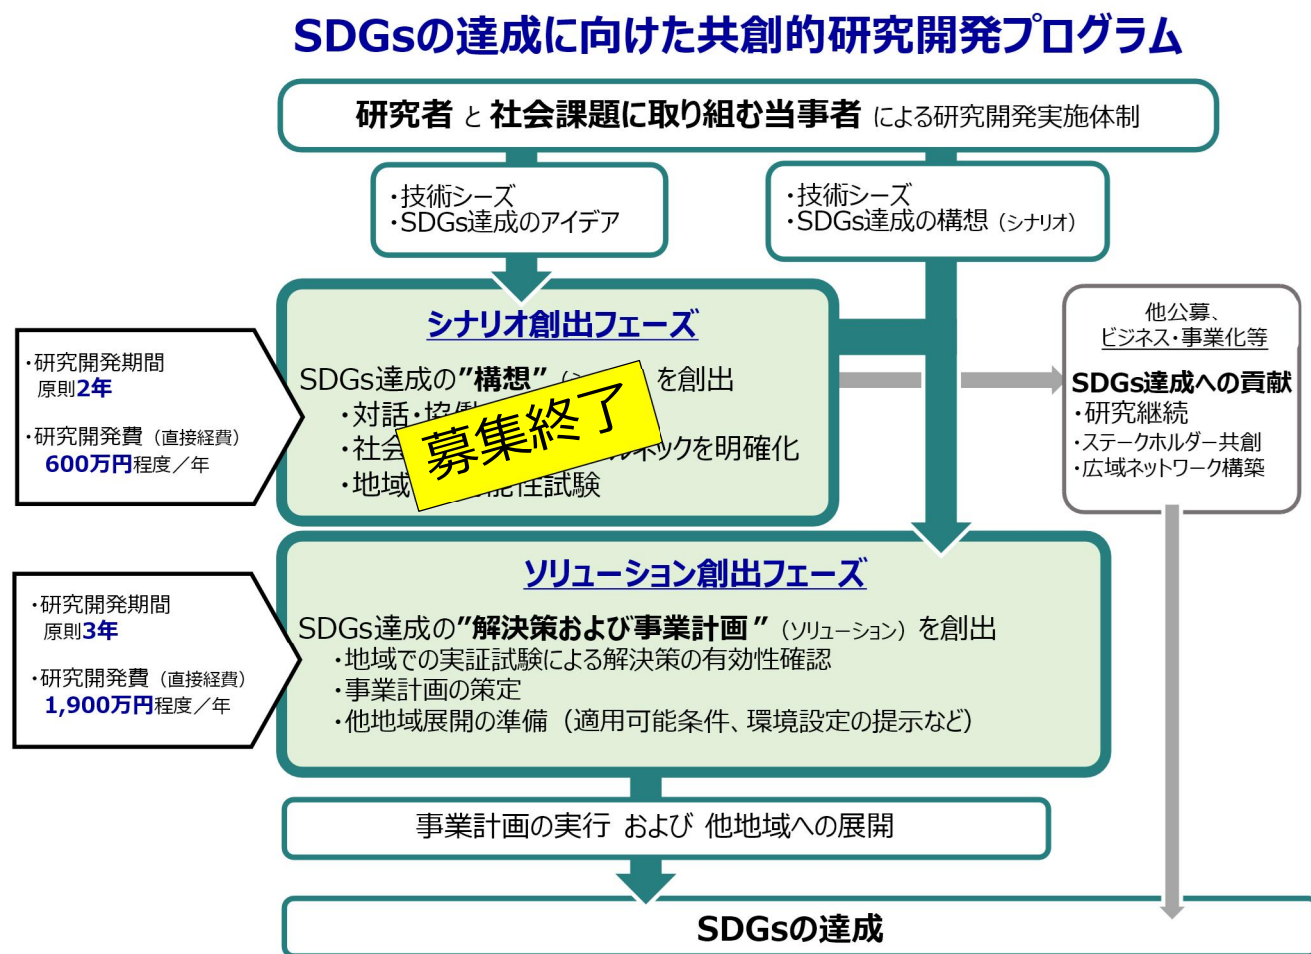 SDGsの達成に向けた共創的研究開発プログラム
研究者 と 社会課題に取り組む当事者 による研究開発実施体制
・技術シーズ
・SDGs達成のアイデア
・技術シーズ
・SDGs達成の構想（シナリオ）
シナリオ創出フェーズ
SDGs達成の”構想” を創出
・対話・協働
・社会 ネックを明確化
・地域 能性試験
募集終了
・研究開発期間
原則2年
・研究開発費（直接経費）
600万円程度／年
他公募、
ビジネス・事業化等
SDGs達成への貢献
・研究継続
・ステークホルダー共創
・広域ネットワーク構築
ソリューション創出フェーズ
SDGs達成の”解決策および事業計画 ”（ソリューション）を創出
・地域での実証試験による解決策の有効性確認
・事業計画の策定
・他地域展開の準備（適用可能条件、環境設定の提示など）
・研究開発期間
原則3年
・研究開発費（直接経費）
1,900万円程度／年
事業計画の実行 および 他地域への展開
SDGsの達成